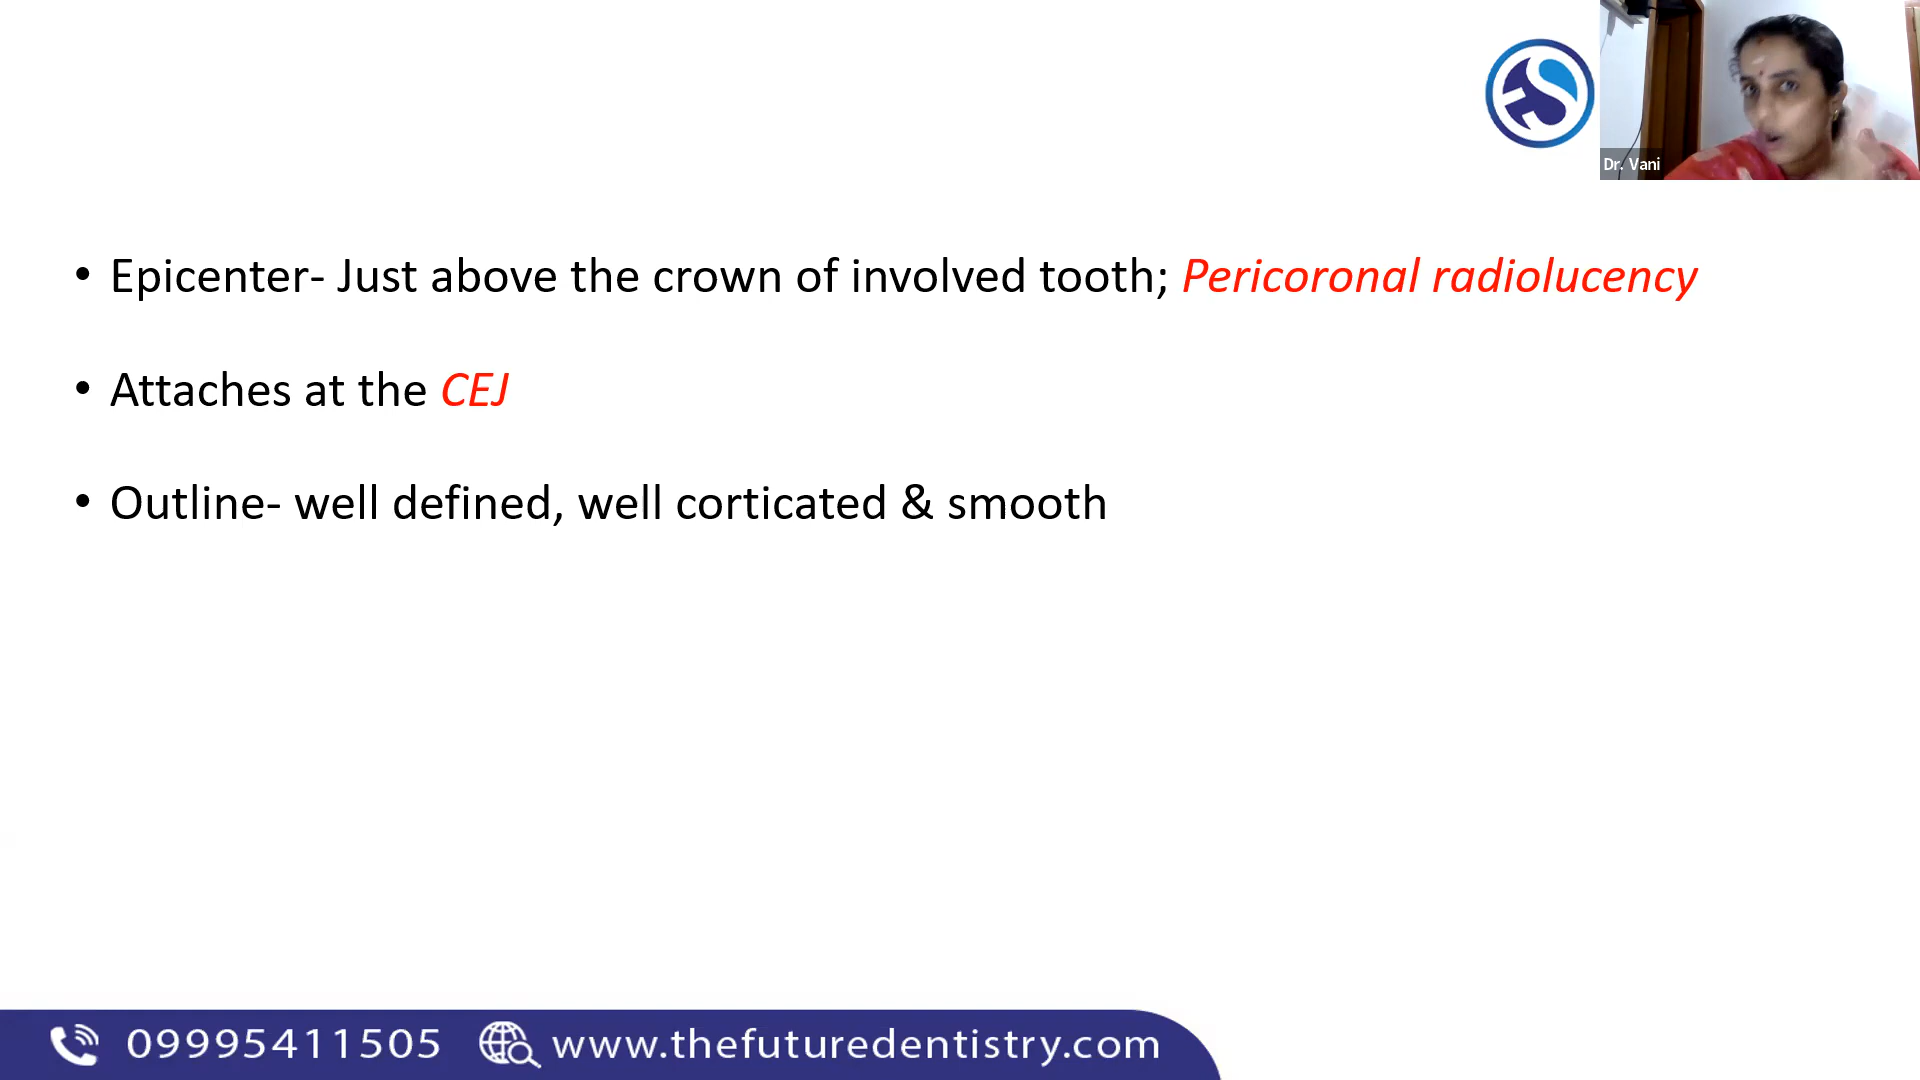 Dr. Vani
• Epicenter- Just above the crown of involved tooth; Pericoronal radiolucency
• Attaches at the CEJ
• Outline- well defined, well corticated & smooth
09995411505 www.thefuturedentistry.com